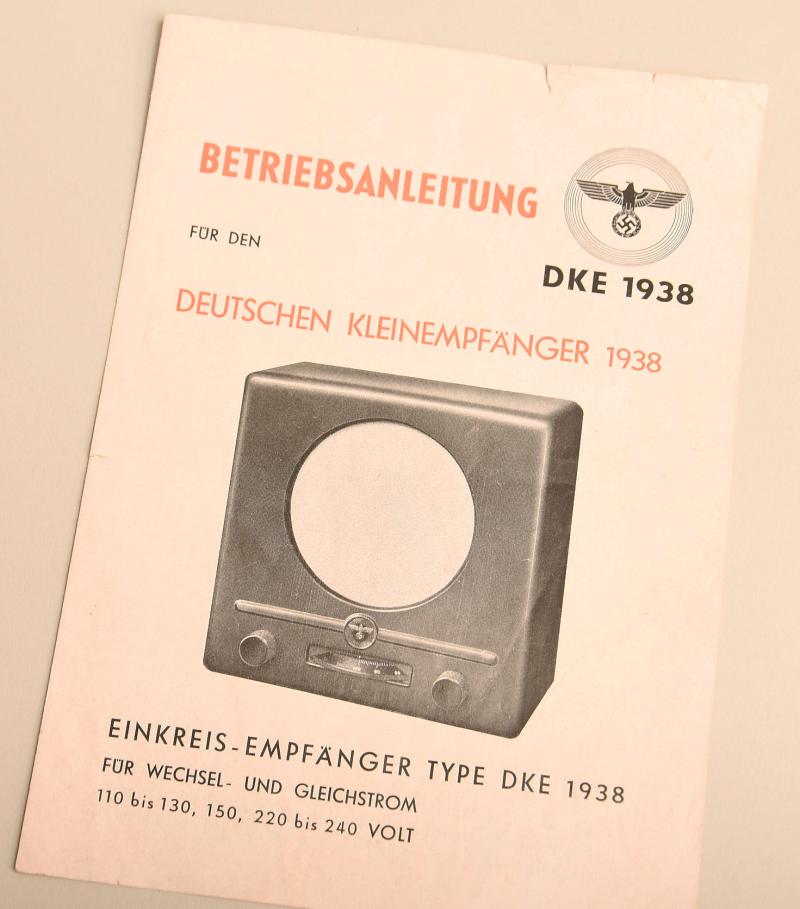 BETRIEBSANLEITUNG
FÜR DEN
DKE 1938
DEUTSCHEN KLEINEMPFÄNGER 1938
EINKREIS-EMPFÄNGER TYPE DKE 1938
FÜR WECHSEL- UND GLEICHSTROM
110 bis 130, 150, 220 bis 240 VOLT